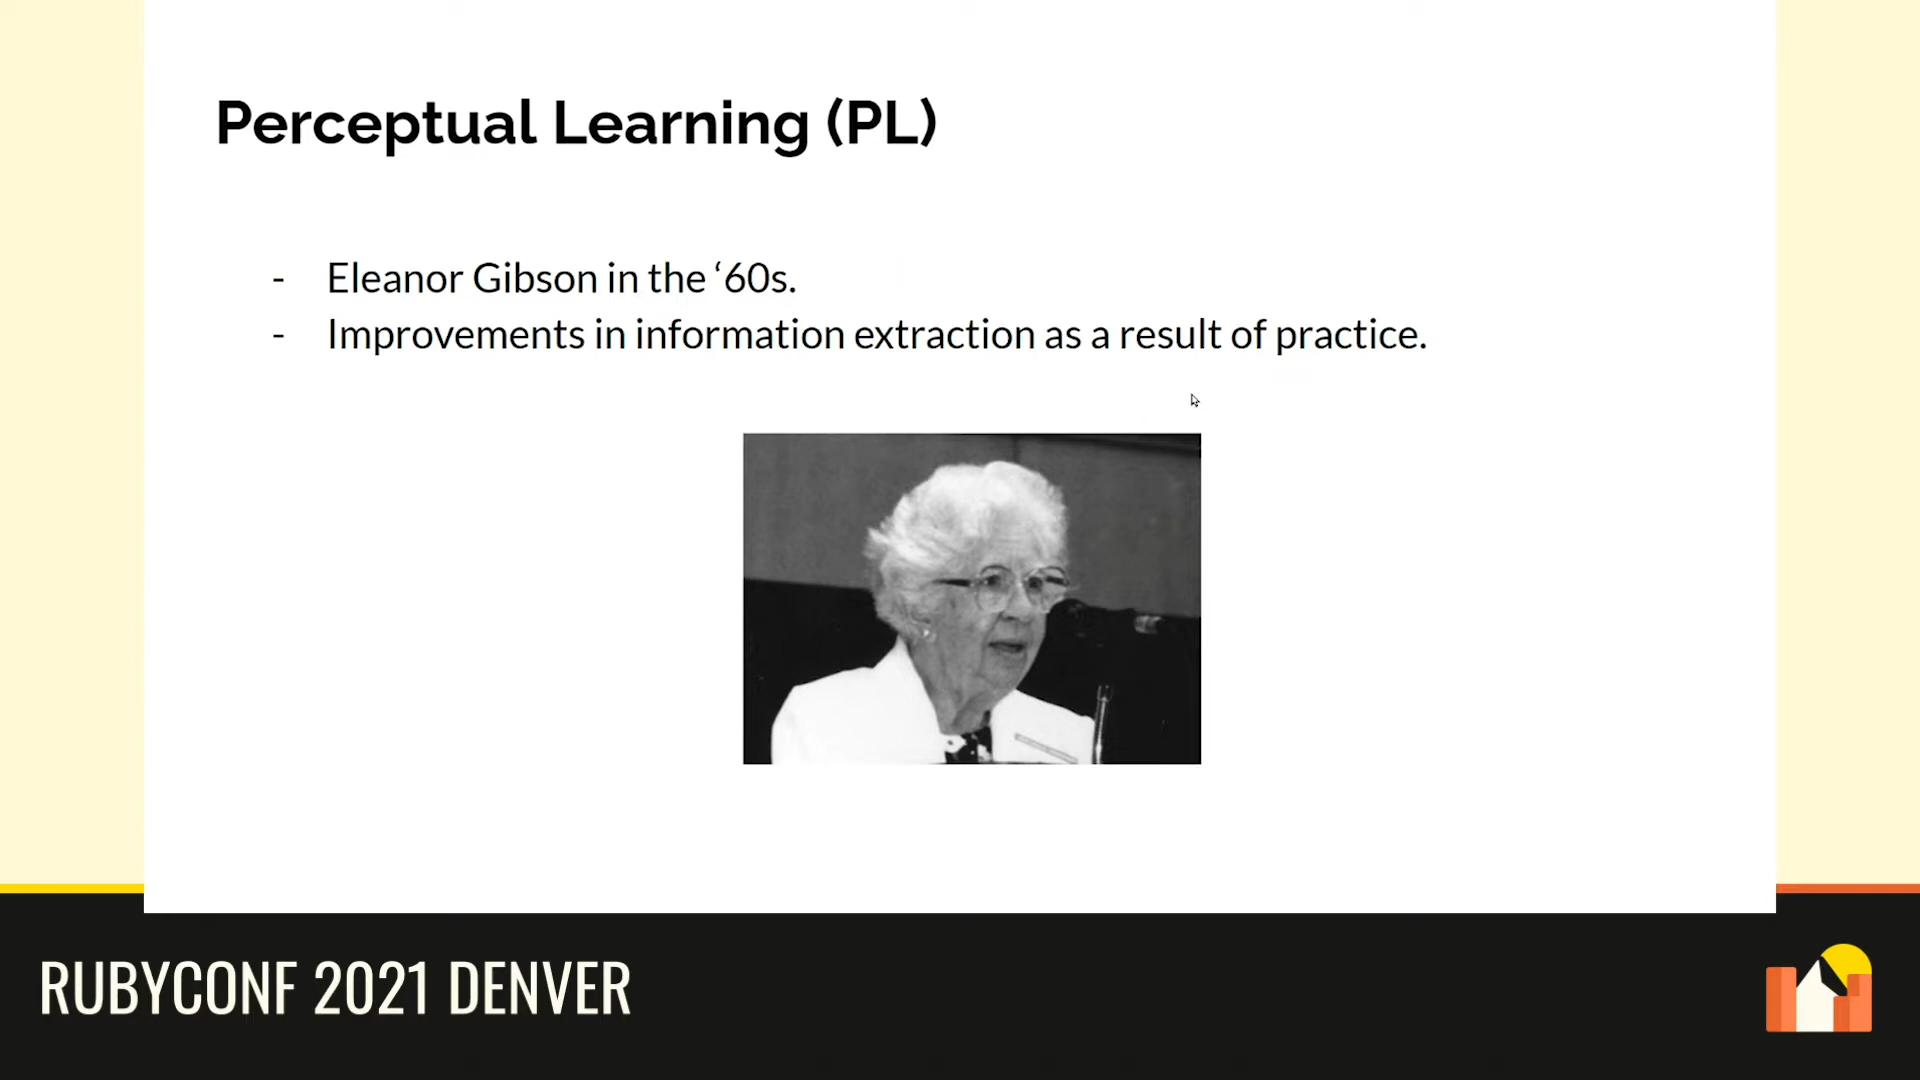 Perceptual Learning (PL)
- Eleanor Gibson in the ‘60s.
- Improvements in information extraction as a result of practice.
RUBYCONF 2021 DENVER